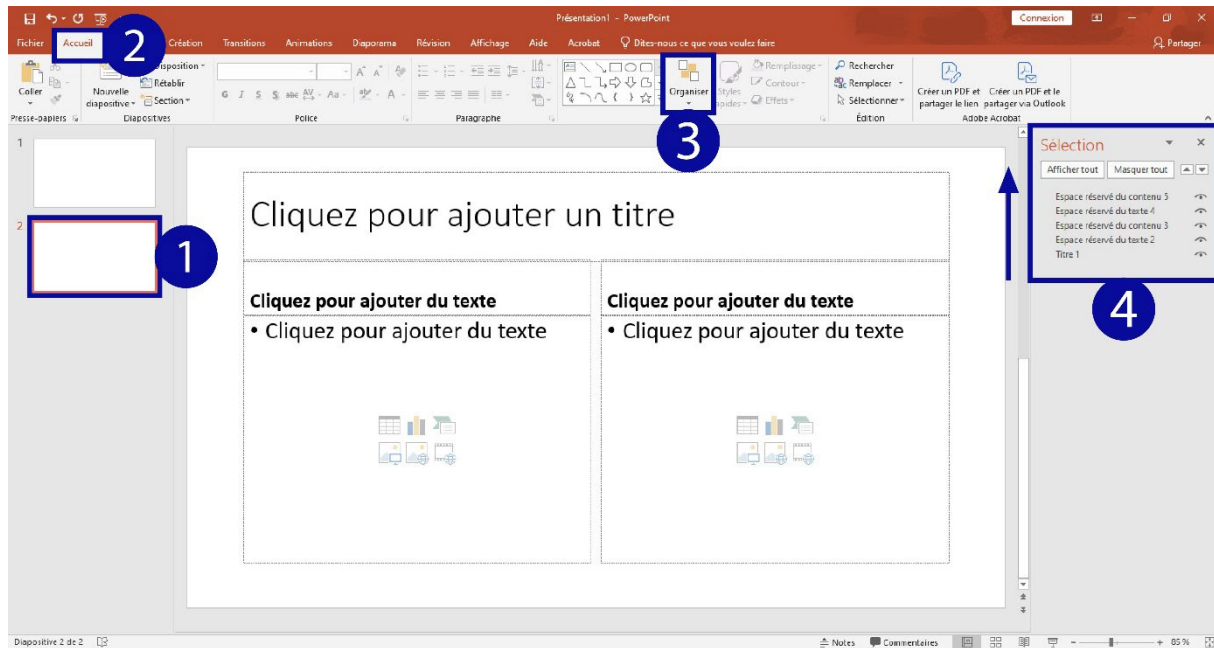 Présentation1 - PowerPoint
Connexion
Fichier Accueil Création Transitions Animations Diaporama Révision Affichage Aide Acrobat Dites-nous ce que vous voulez faire
Partager
2
Coller
Nouvelle diapositive
Rétablir
Section
G I S S abc AV Aa A
Organiser
Styles
Remplissage
Contour
Effets
Rechercher
Remplacer
Sélectionner
Créer un PDF et partager le lien
Créer un PDF et le partager via Outlook
Presse-papiers Diapositives Police Paragraphe Édition Adobe Acrobat
3
1
2
1
Cliquez pour ajouter un titre
Cliquez pour ajouter du texte
• Cliquez pour ajouter du texte
Cliquez pour ajouter du texte
• Cliquez pour ajouter du texte
Sélection
Afficher tout Masquer tout
Espace réservé du contenu 5
Espace réservé du texte 4
Espace réservé du contenu 3
Espace réservé du texte 2
Titre 1
4
Diapositive 2 de 2 Notes Commentaires 85 %